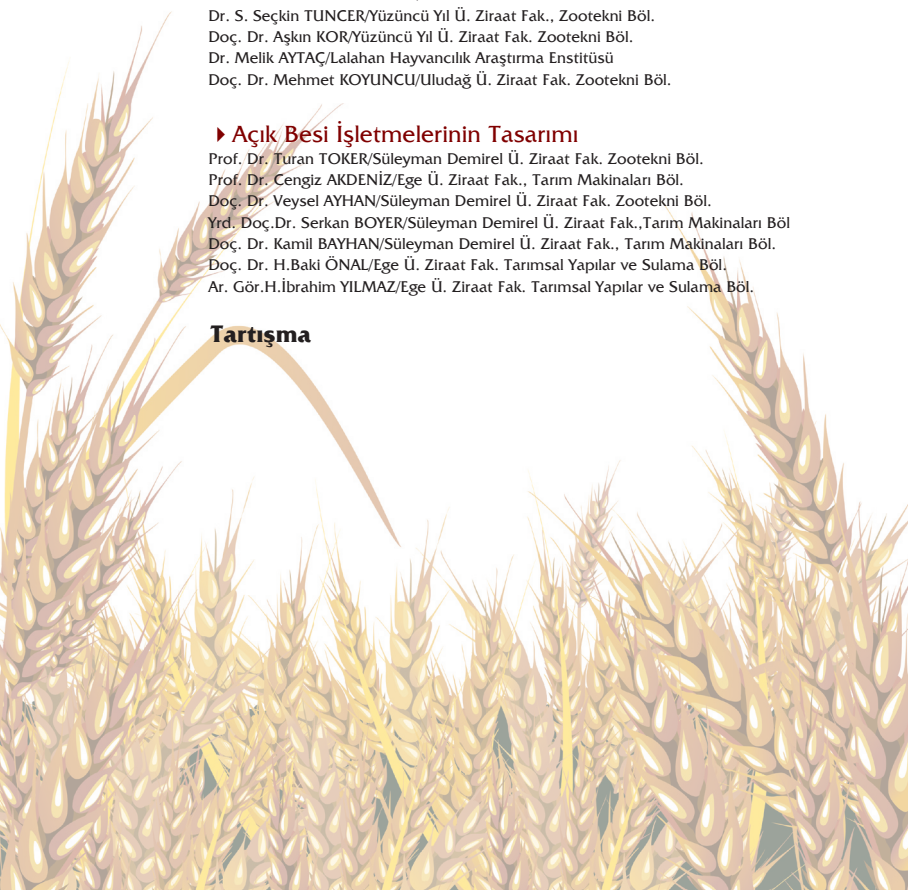 Dr. S. Seçkin TUNCER/Yüzüncü Yıl Ü. Ziraat Fak., Zootekni Böl.
Doç. Dr. Aşkın KOR/Yüzüncü Yıl Ü. Ziraat Fak. Zootekni Böl.
Dr. Melik AYTAÇ/Lalahan Hayvancılık Araştırma Enstitüsü
Doç. Dr. Mehmet KOYUNCU/Uludağ Ü. Ziraat Fak. Zootekni Böl.
Açık Besi İşletmelerinin Tasarımı
Prof. Dr. Turan TOKER/Süleyman Demirel Ü. Ziraat Fak. Zootekni Böl.
Prof. Dr. Cengiz AKDENİZ/Ege Ü. Ziraat Fak., Tarım Makinaları Böl.
Doç. Dr. Veysel AYHAN/Süleyman Demirel Ü. Ziraat Fak. Zootekni Böl.
Yrd. Doç.Dr. Serkan BOYER/Süleyman Demirel Ü. Ziraat Fak.,Tarım Makinaları Böl
Doç. Dr. Kamil BAYHAN/Süleyman Demirel Ü. Ziraat Fak., Tarım Makinaları Böl.
Doç. Dr. H.Baki ÖNAL/Ege Ü. Ziraat Fak. Tarımsal Yapılar ve Sulama Böl.
Ar. Gör.H.İbrahim YILMAZ/Ege Ü. Ziraat Fak. Tarımsal Yapılar ve Sulama Böl.
Tartışma